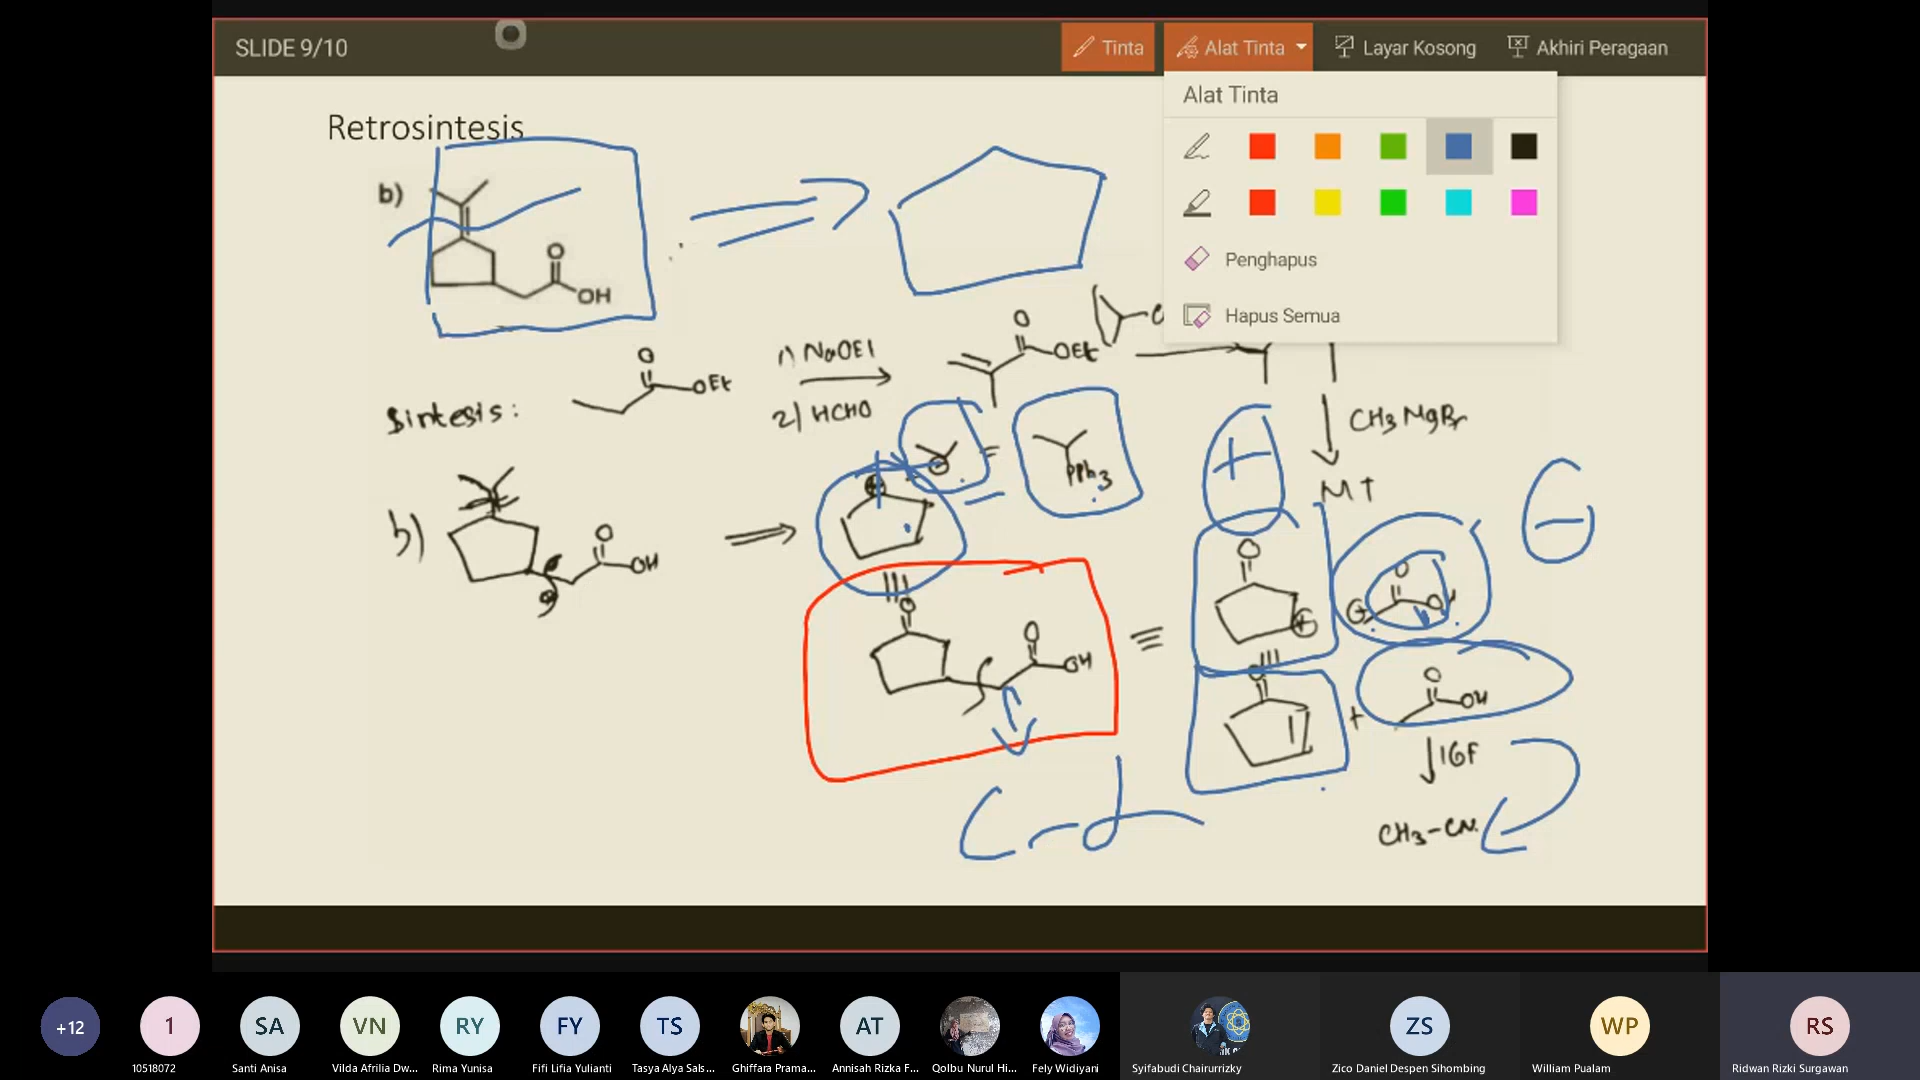 SLIDE 9/10
Tinta
Alat Tinta
Layar Kosong
Akhiri Peragaan
Alat Tinta
Penghapus
Hapus Semua
Retrosintesis
b)
O
OH
Sintesis:
O
OEt
1) NaOEt
2) HCHO
O
OEt
CH3MgBr
MT
b)
O
OH
PPh3
O
O
OH
O
O
O
OH
+
IGF
CH3-CN
C-d
+12
1
SA
VN
RY
FY
TS
AT
ZS
WP
RS
10518072
Santi Anisa
Vilda Afrilia Dw...
Rima Yunisa
Fifi Lifia Yulianti
Tasya Alya Sals...
Ghiffara Prama...
Annisah Rizka F...
Qolbu Nurul Hi...
Fely Widiyani
Syifabudi Chairurrizky
Zico Daniel Despen Sihombing
William Pualam
Ridwan Rizki Surgawan